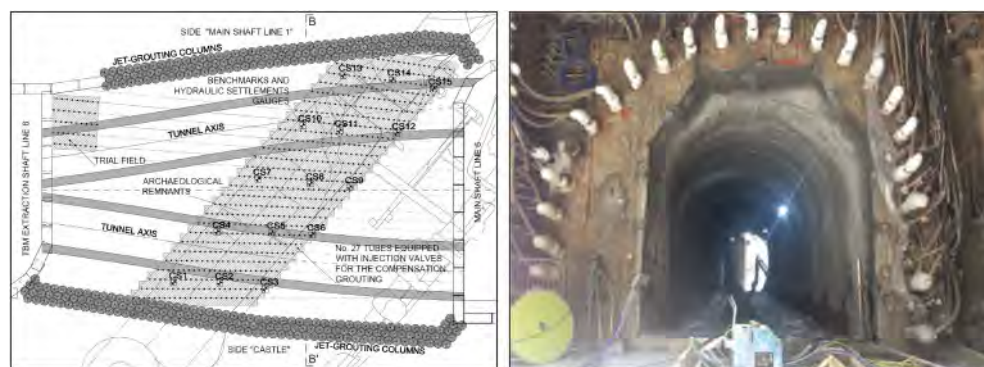 B
SIDE "MAIN SHAFT LINE 1"
JET-GROUTING COLUMNS
CS13
CS14
CS15
BENCHMARKS AND
HYDRAULIC SETTLEMENTS
GAUGES
TUNNEL AXIS
CS10
CS11
CS12
TRIAL FIELD
ARCHAEOLOGICAL
REMNANTS
CS7
CS8
CS9
TUNNEL AXIS
CS4
CS5
CS6
No. 27 TUBES EQUIPPED
WITH INJECTION VALVES
FOR THE COMPENSATION
GROUTING
CS1
CS2
CS3
TBM EXTRACTION SHAFT LINE 6
MAIN SHAFT LINE 6
SIDE "CASTLE"
JET-GROUTING COLUMNS
B'